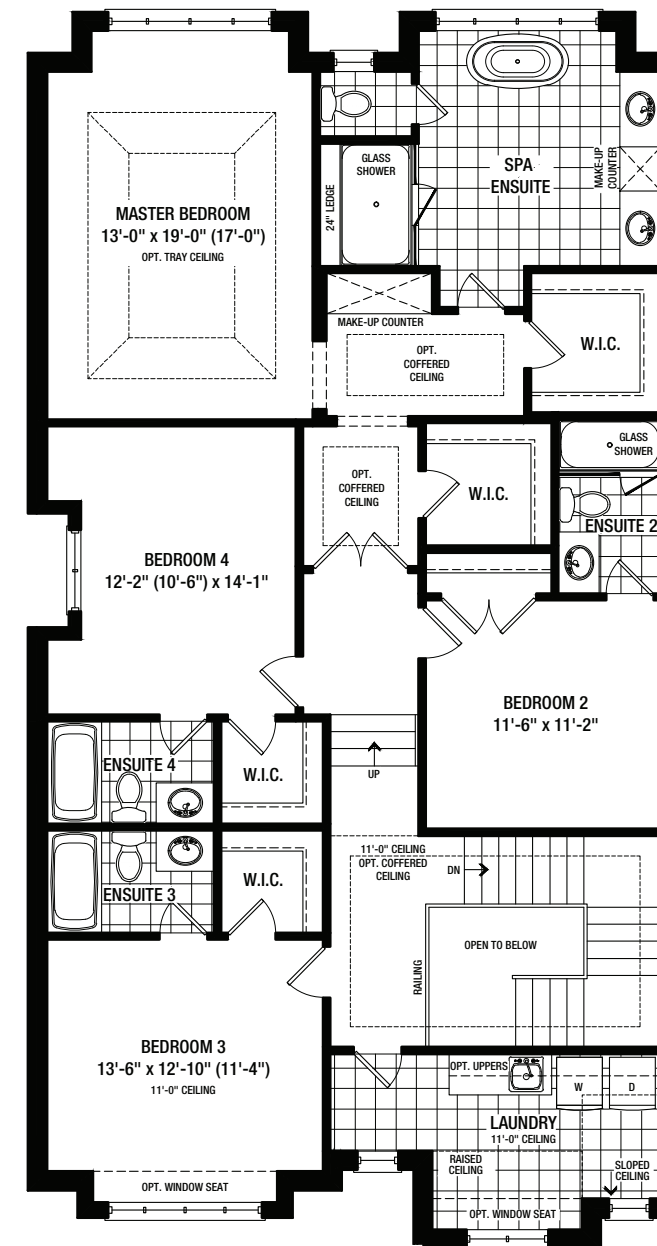 GLASS
SHOWER
24" LEDGE
SPA
ENSUITE
MAKE-UP
COUNTER
MASTER BEDROOM
13'-0" x 19'-0" (17'-0")
OPT. TRAY CEILING
MAKE-UP COUNTER
OPT.
COFFERED
CEILING
W.I.C.
GLASS
SHOWER
OPT.
COFFERED
CEILING
W.I.C.
ENSUITE 2
BEDROOM 4
12'-2" (10'-6") x 14'-1"
BEDROOM 2
11'-6" x 11'-2"
ENSUITE 4
W.I.C.
UP
11'-0" CEILING
OPT. COFFERED
CEILING
DN
W.I.C.
ENSUITE 3
OPEN TO BELOW
RAILING
BEDROOM 3
13'-6" x 12'-10" (11'-4")
11'-0" CEILING
OPT. UPPERS
W
D
LAUNDRY
11'-0" CEILING
RAISED
CEILING
SLOPED
CEILING
OPT. WINDOW SEAT
OPT. WINDOW SEAT